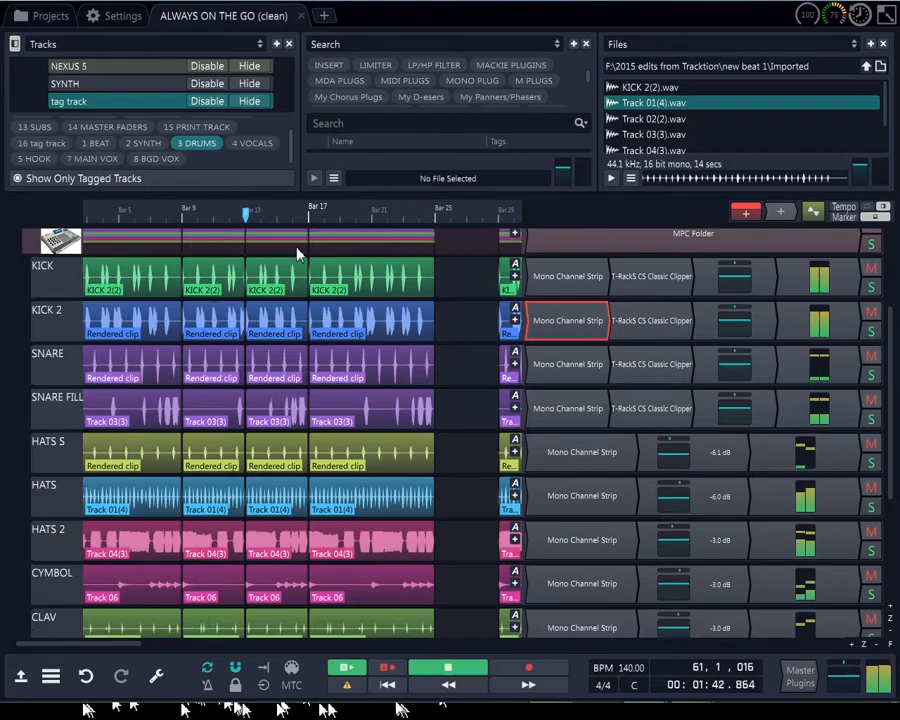 Projects Settings ALWAYS ON THE GO (clean) 100 75
Tracks
NEXUS 5 Disable Hide
SYNTH Disable Hide
tag track Disable Hide
13 SUBS 14 MASTER FADERS 15 PRINT TRACK
16 tag track 1 BEAT 2 SYNTH 3 DRUMS 4 VOCALS
5 HOOK 7 MAIN VOX 8 BGD VOX
Show Only Tagged Tracks
Search
INSERT LIMITER LP/HP FILTER MACKIE PLUGINS
MDA PLUGS MIDI PLUGS MONO PLUG M PLUGS
My Chorus Plugs My D-esers My Panners/Phasers
Search
Name Tags
No File Selected
Files
F:\2015 edits from Tracktion\new beat 1\Imported
KICK 2(2).wav
Track 01(4).wav
Track 02(2).wav
Track 03(3).wav
Track 04(3).wav
44.1 kHz, 16 bit mono, 14 secs
Bar 5 Bar 9 13 Bar 17 Bar 21 Bar 25 Bar 29
Tempo
Marker
MPC Folder S
KICK KICK 2(2) KICK 2(2) KICK 2(2) KICK 2(2) KI... A Mono Channel Strip T-RackS CS Classic Clipper M S
KICK 2 Rendered clip Rendered clip Rendered clip Rendered clip Re... A Mono Channel Strip T-RackS CS Classic Clipper M S
SNARE Rendered clip Rendered clip Rendered clip Rendered clip Re... A Mono Channel Strip T-RackS CS Classic Clipper M S
SNARE FILL Track 03(3) Track 03(3) Track 03(3) Track 03(3) Tra... A Mono Channel Strip T-RackS CS Classic Clipper M S
HATS S Rendered clip Rendered clip Rendered clip Rendered clip Re... A Mono Channel Strip -6.1 dB M S
HATS Track 01(4) Track 01(4) Track 01(4) Track 01(4) Tra... A Mono Channel Strip -6.0 dB M S
HATS 2 Track 04(3) Track 04(3) Track 04(3) Track 04(3) Tra... A Mono Channel Strip -3.0 dB M S
CYMBOL Track 06 Track 06 Track 06 Track 06 Tra... A Mono Channel Strip -3.0 dB M S
CLAV A Mono Channel Strip -3.0 dB M S
Z
Z F
MTC
BPM 140.00 61, 1, 016
4/4 C 00: 01: 42. 864
Master
Plugins